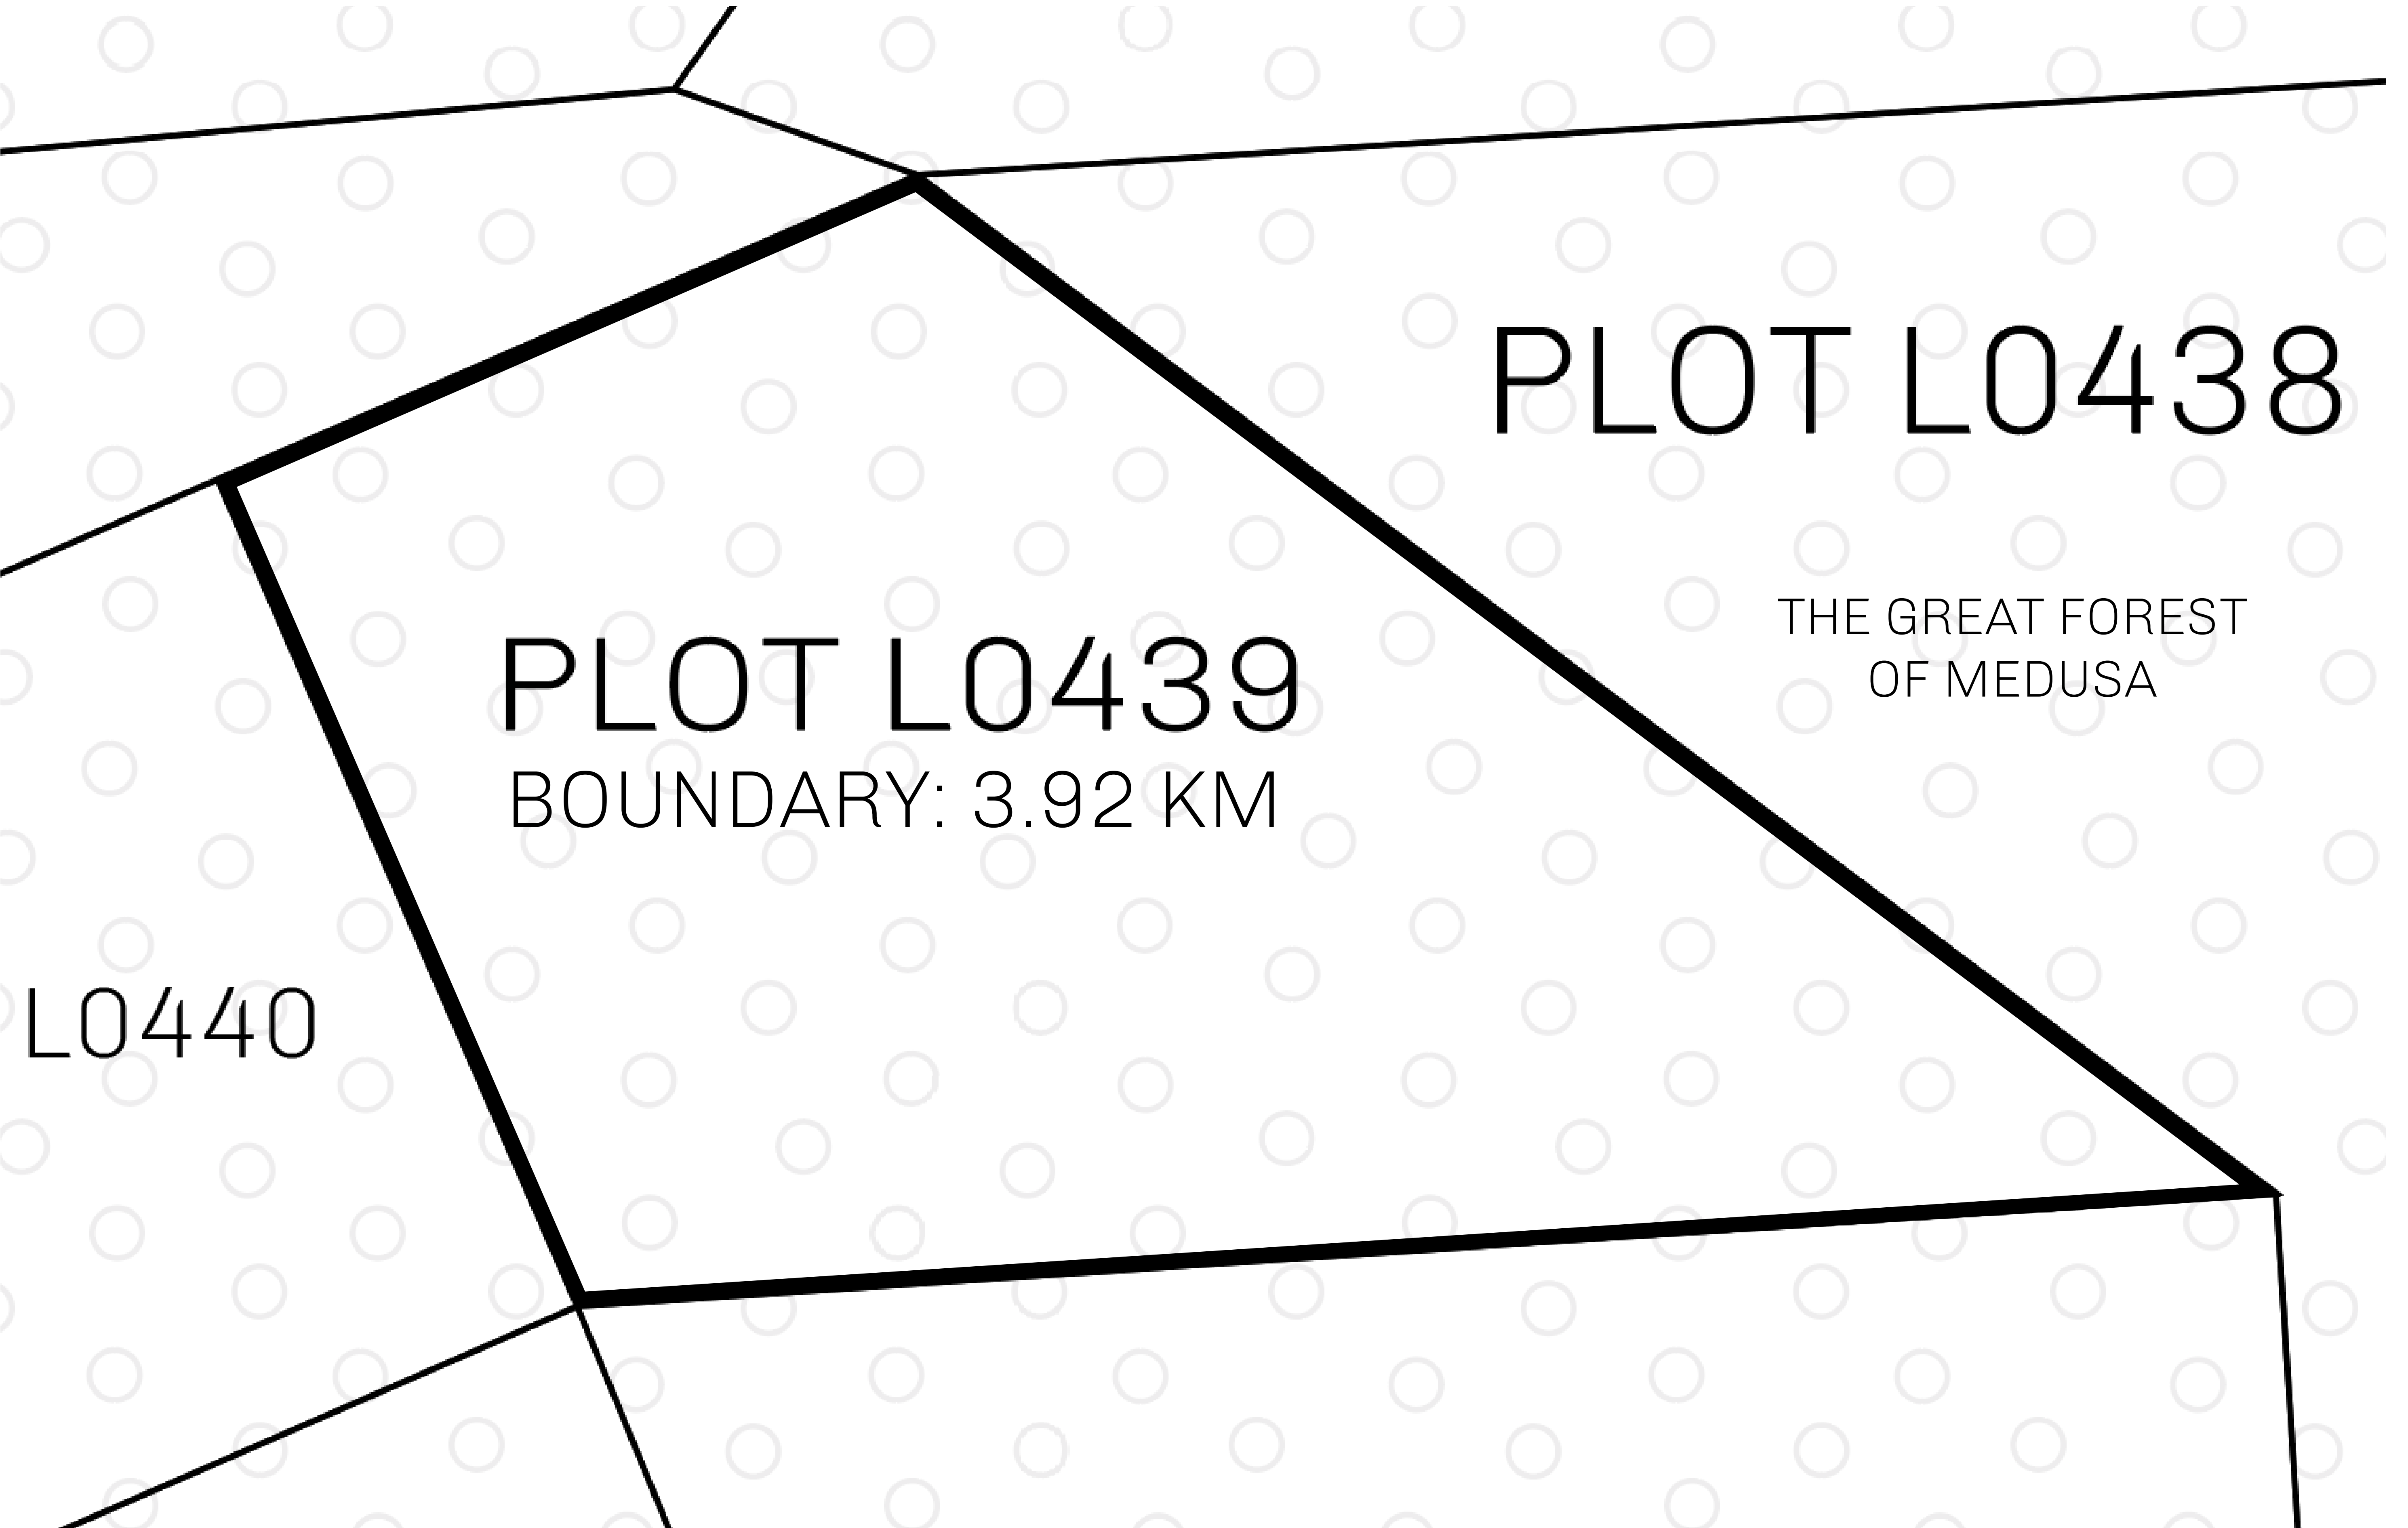 PLOT L0438
THE GREAT FOREST
OF MEDUSA
PLOT L0439
BOUNDARY: 3.92 KM
L0440